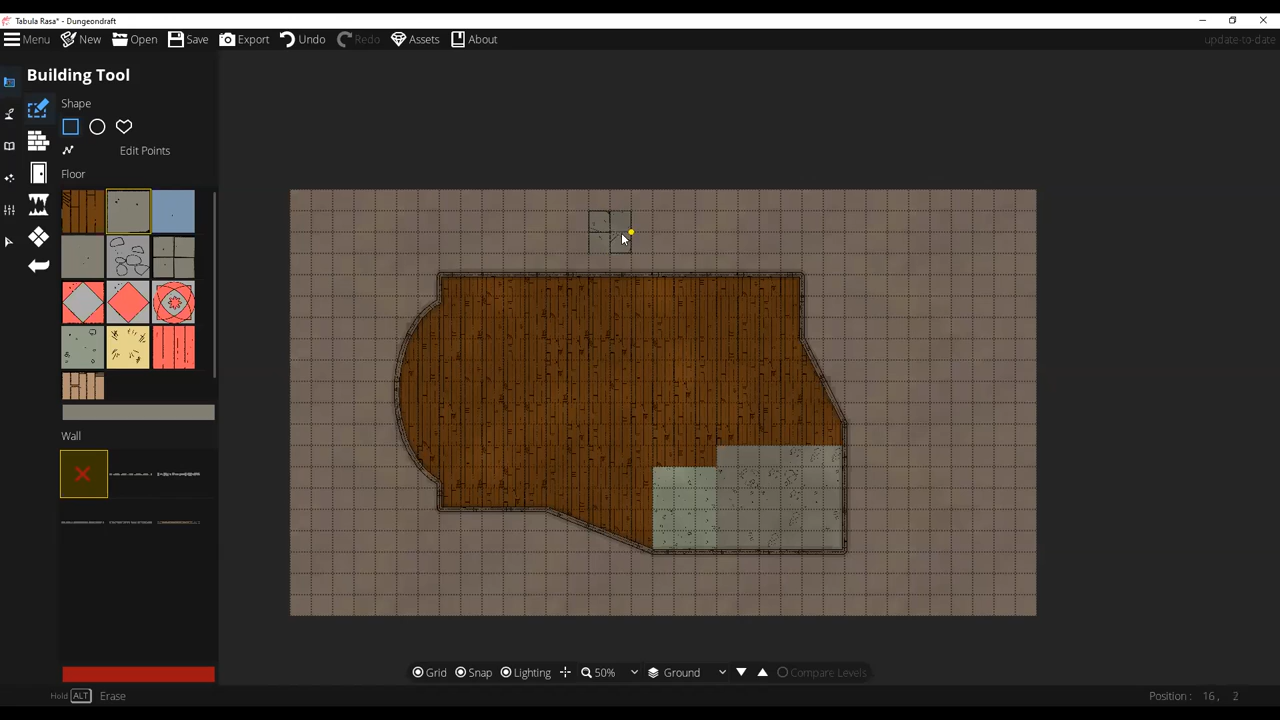 Tabula Rasa* - Dungeondraft
Menu New Open Save Export Undo Redo Assets About update-to-date
Building Tool
Shape
Edit Points
Floor
Wall
Grid Snap Lighting 50% Ground Compare Levels
Hold ALT Erase Position : 16, 2